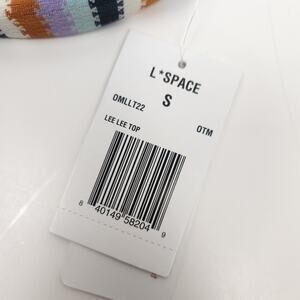 L*SPACE
S
OMLLT22
LEE LEE TOP OTM
8 40149 58204 9